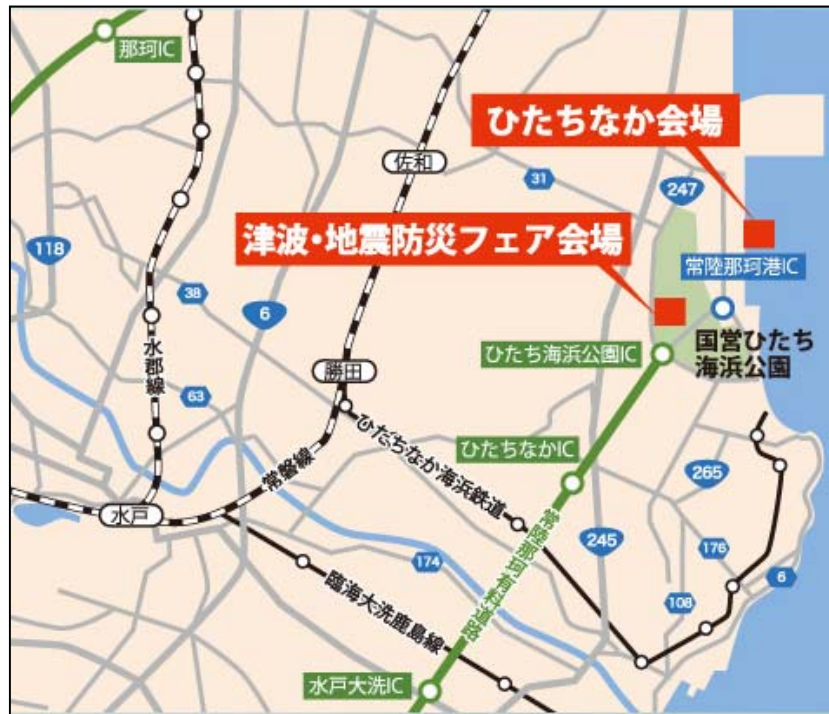 那珂IC
ひたちなか会場
佐和
31
247
118
津波・地震防災フェア会場
常陸那珂港IC
38
6
国営ひたち
海浜公園
水郡線
勝田
ひたち海浜公園IC
63
ひたちなか海浜鉄道
ひたちなかIC
常磐線
265
水戸
常陸那珂有料道路
245
176
174
6
臨海大洗鹿島線
108
水戸大洗IC